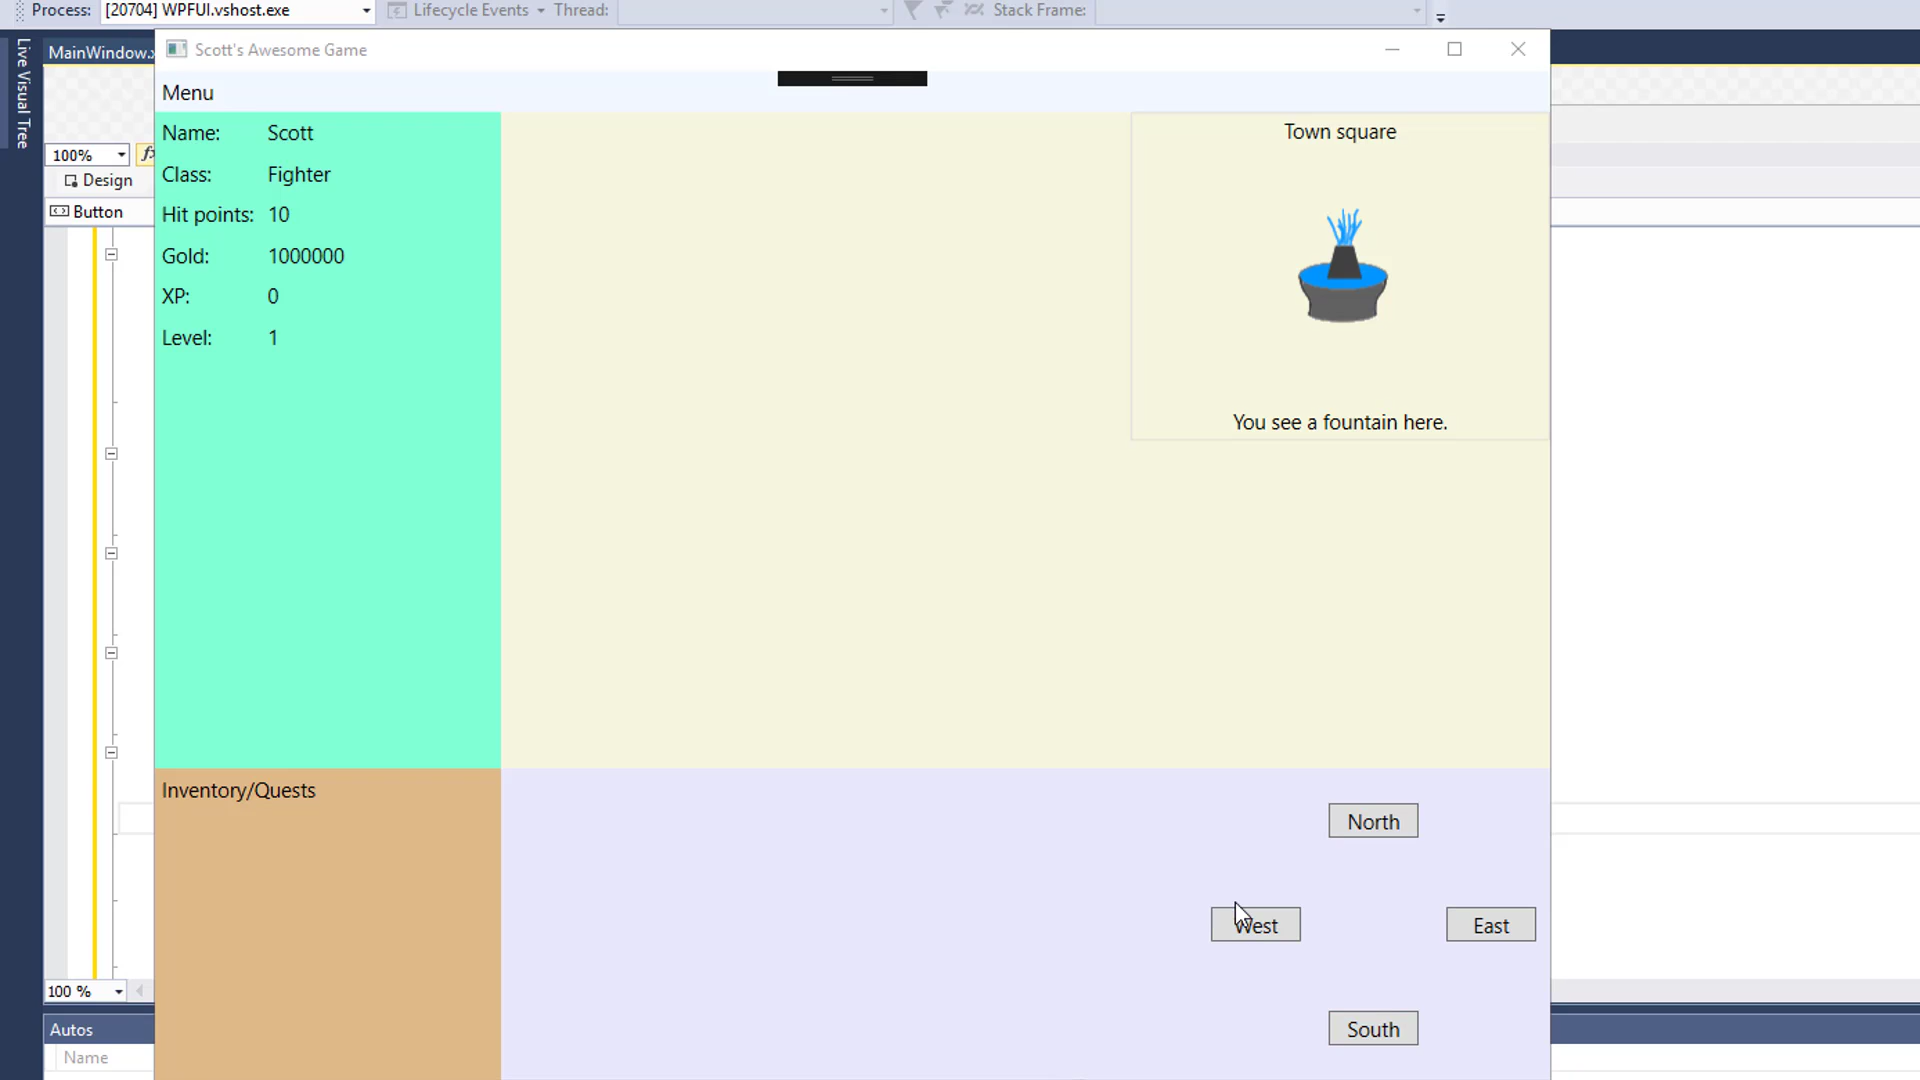 Process: [20704] WPFUI.vshost.exe Lifecycle Events Thread: Stack Frame:
Live Visual Tree
MainWindow.x
Scott's Awesome Game
Menu
Name: Scott
Class: Fighter
Hit points: 10
Gold: 1000000
XP: 0
Level: 1
Town square
You see a fountain here.
100%
Design
Button
Inventory/Quests
North
West
East
South
100 %
Autos
Name